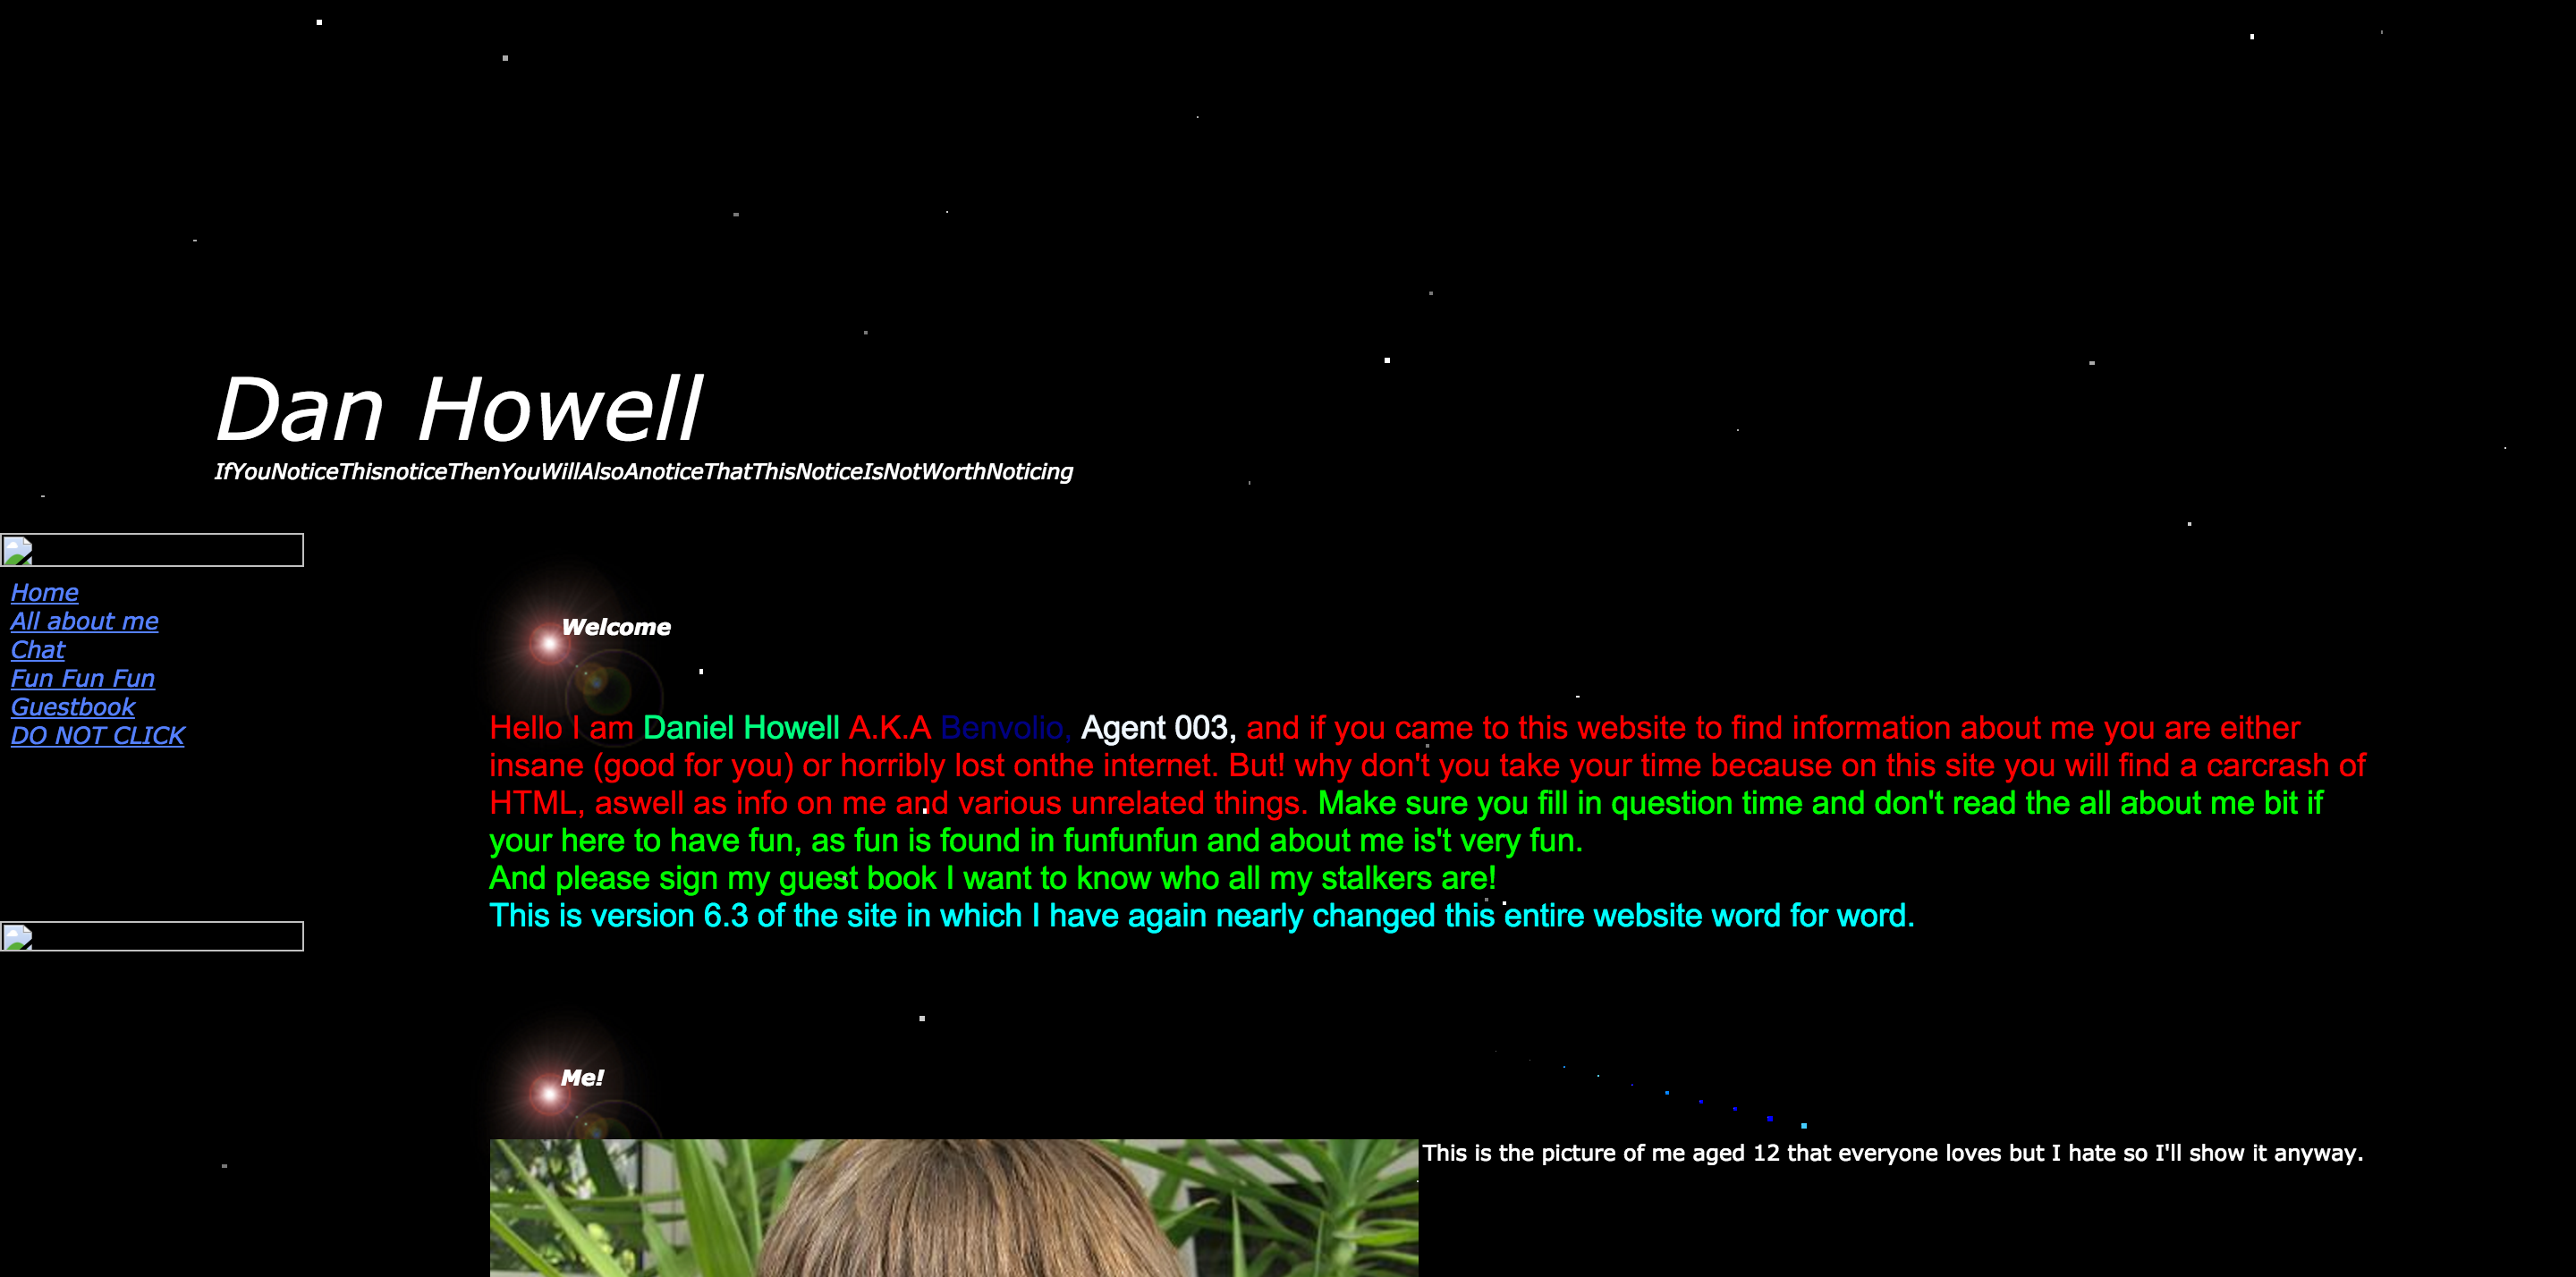 Dan Howell
IfYouNoticeThisnoticeThenYouWillAlsoAnoticeThatThisNoticeIsNotWorthNoticing
Home
All about me
Chat
Fun Fun Fun
Guestbook
DO NOT CLICK
Welcome
Hello I am Daniel Howell A.K.A Benvolio, Agent 003, and if you came to this website to find information about me you are either
insane (good for you) or horribly lost onthe internet. But! why don't you take your time because on this site you will find a carcrash of
HTML, aswell as info on me and various unrelated things. Make sure you fill in question time and don't read the all about me bit if
your here to have fun, as fun is found in funfunfun and about me is't very fun.
And please sign my guest book I want to know who all my stalkers are!
This is version 6.3 of the site in which I have again nearly changed this entire website word for word.
Me!
This is the picture of me aged 12 that everyone loves but I hate so I'll show it anyway.